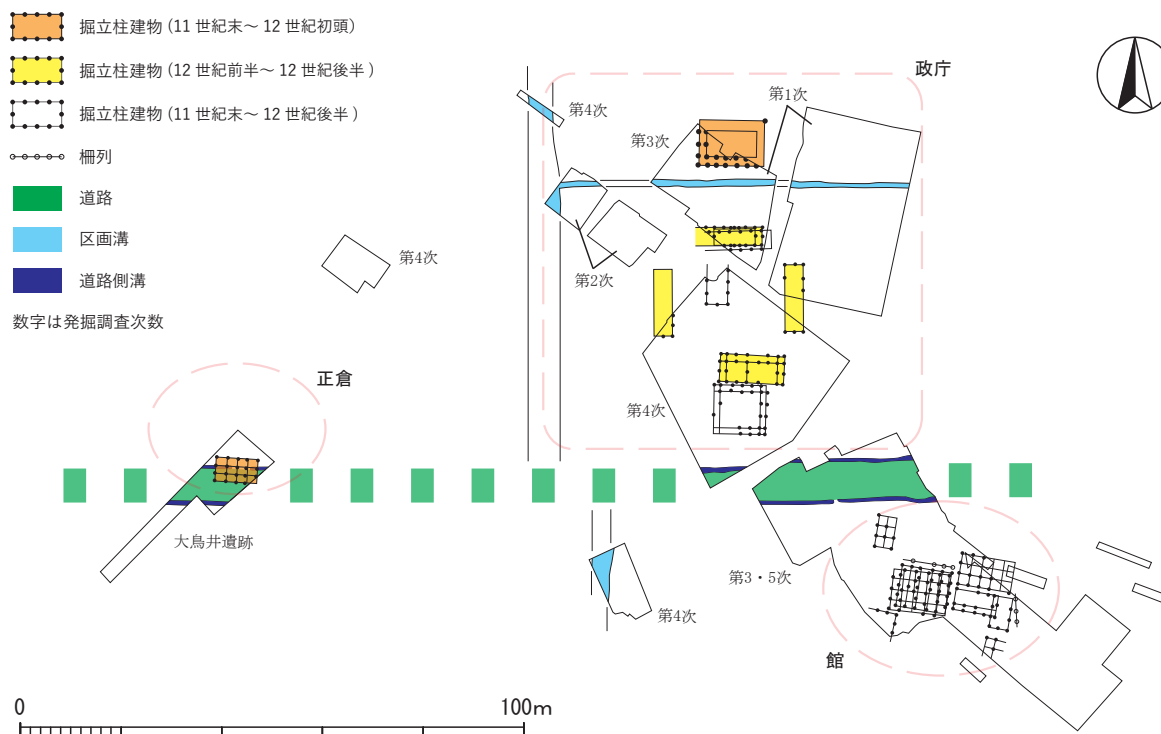 掘立柱建物 (11 世紀末～ 12 世紀初頭)
掘立柱建物 (12 世紀前半～ 12 世紀後半 )
掘立柱建物 (11 世紀末～ 12 世紀後半 )
柵列
道路
区画溝
道路側溝
数字は発掘調査次数
政庁
第1次
第4次
第3次
第2次
第4次
正倉
第4次
大鳥井遺跡
第3・5次
第4次
館
0
100m